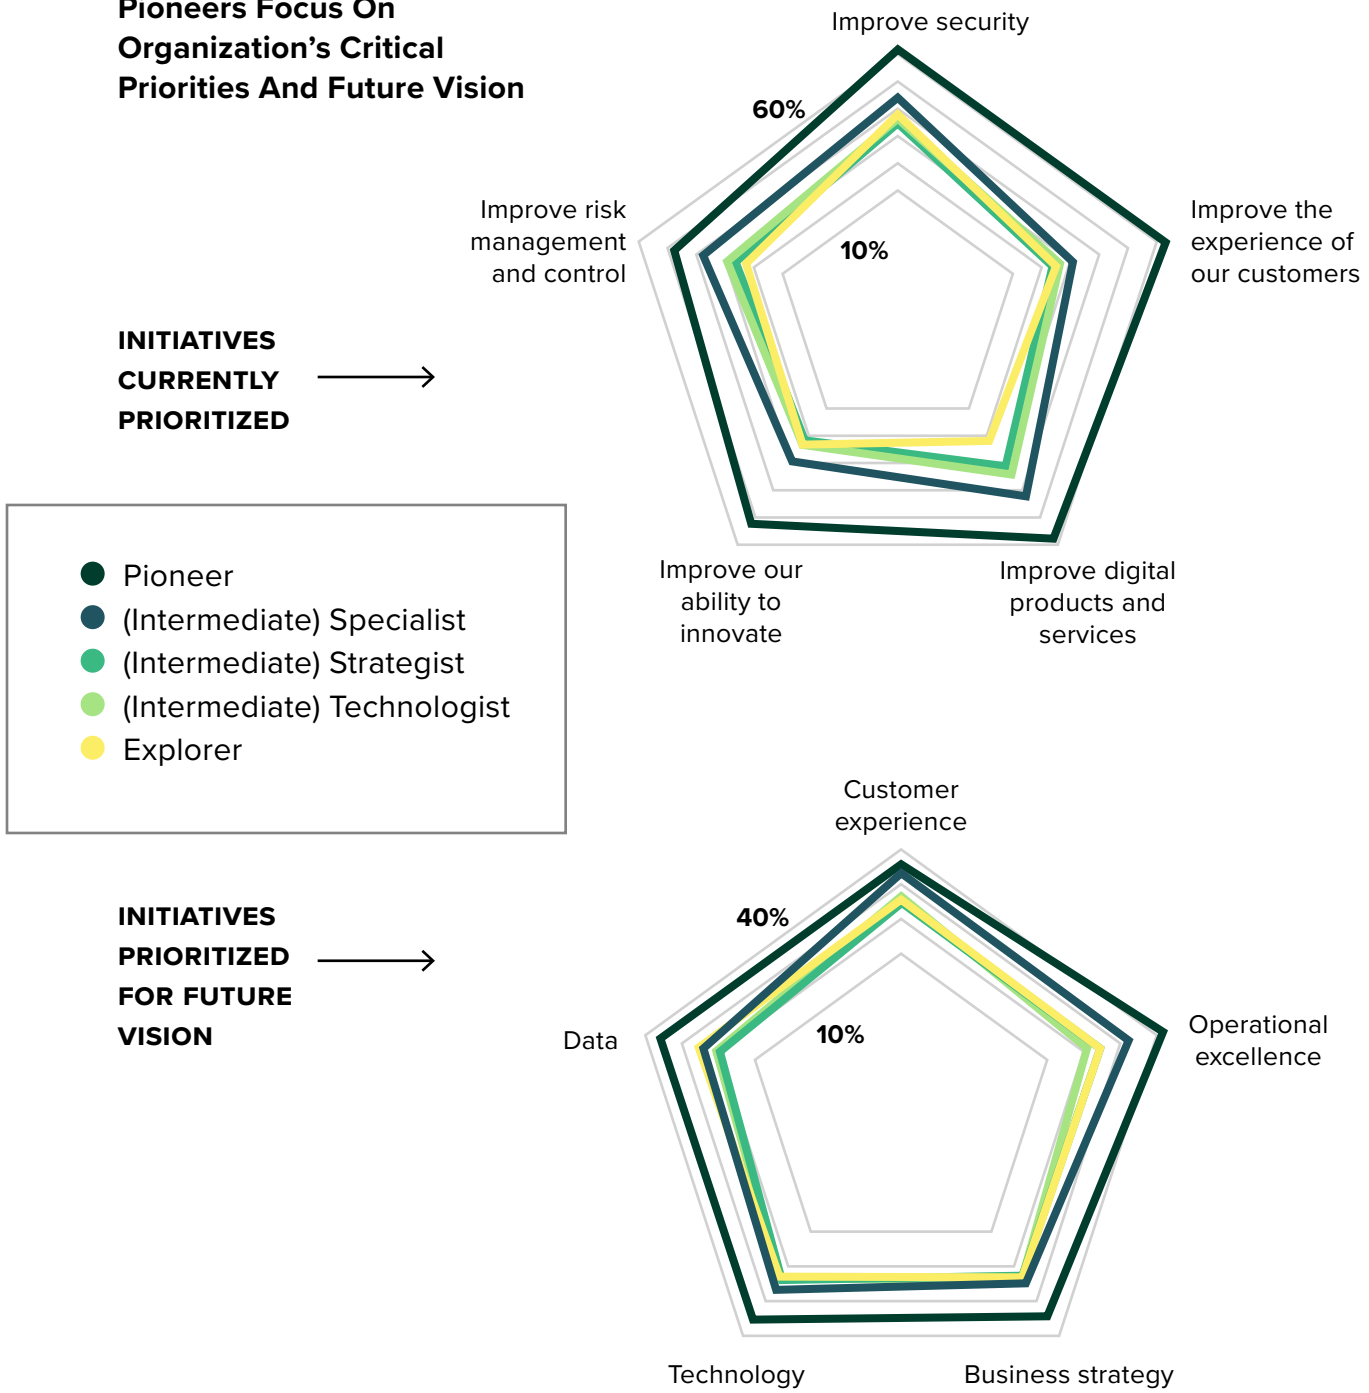 Pioneers Focus On
Organization's Critical
Priorities And Future Vision
Improve security
60%
10%
Improve risk
management
and control
Improve the
experience of
our customers
INITIATIVES
CURRENTLY
PRIORITIZED
Improve our
ability to
innovate
Improve digital
products and
services
Pioneer
(Intermediate) Specialist
(Intermediate) Strategist
(Intermediate) Technologist
Explorer
Customer
experience
INITIATIVES
PRIORITIZED
FOR FUTURE
VISION
40%
10%
Data
Operational
excellence
Technology
Business strategy